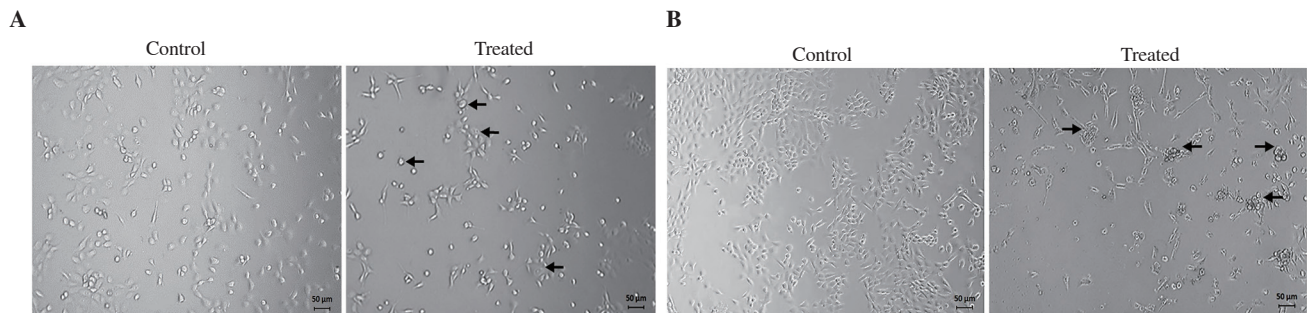 A
B
Control
Treated
Control
Treated
50 µm
50 µm
50 µm
50 µm